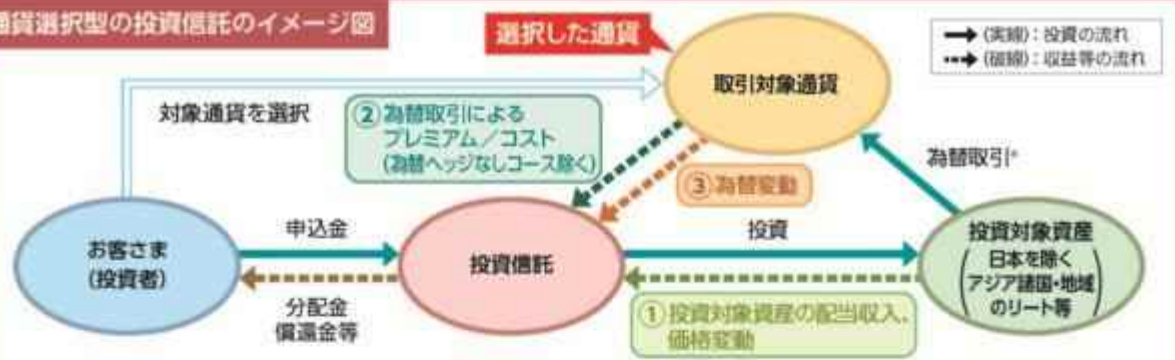 通貨選択型の投資信託のイメージ図
選択した通貨
取引対象通貨
(実線):投資の流れ
(破線):収益等の流れ
対象通貨を選択
②為替取引による
プレミアム/コスト
(為替ヘッジなしコース除く)
為替取引*
③為替変動
お客さま
(投資者)
申込金
分配金
償還金等
投資信託
投資
①投資対象資産の配当収入、
価格変動
投資対象資産
日本を除く
アジア諸国・地域
のリート等